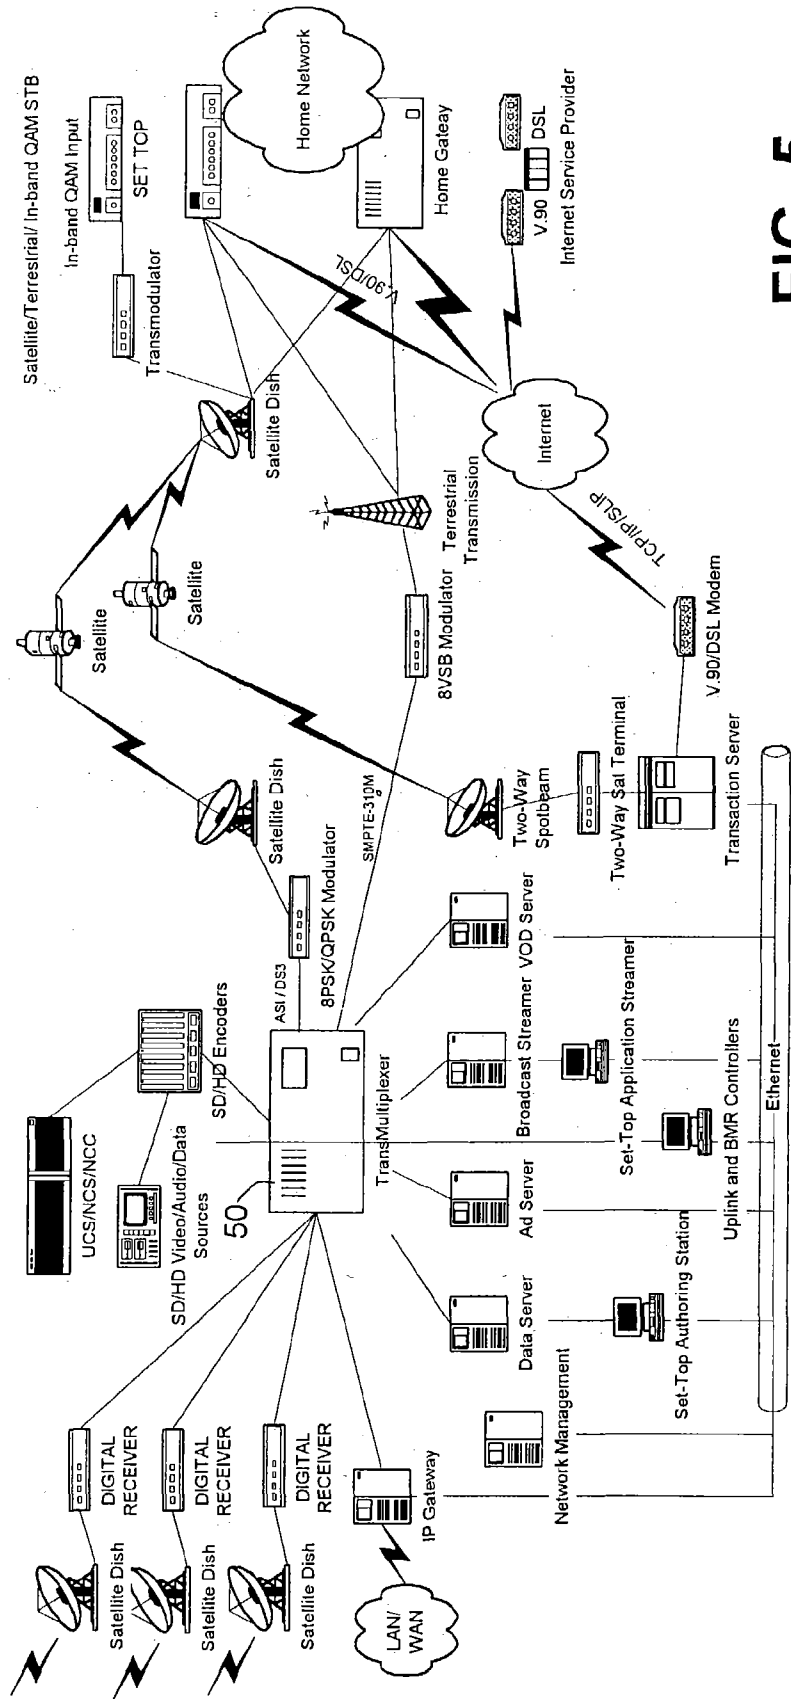 Satellite Dish
DIGITAL
RECEIVER
Satellite Dish
DIGITAL
RECEIVER
Satellite Dish
DIGITAL
RECEIVER
LAN/
WAN
IP Gateway
Network Management
UCS/NCS/NCC
SD/HD Video/Audio/Data
Sources
SD/HD Encoders
50
TransMultiplexer
ASI / DS3
8PSK/QPSK Modulator
SMPTE-310M
Data Server
Ad Server
Broadcast Streamer
VOD Server
Set-Top Authoring Station
Set-Top Application Streamer
Uplink and BMR Controllers
Ethernet
Satellite Dish
Satellite
Satellite
Two-Way
Spotbeam
Two-Way Sat Terminal
Transaction Server
V.90/DSL Modem
TCP/IP/SLIP
8VSB Modulator
Terrestrial
Transmission
Internet
Satellite Dish
Transmodulator
Satellite/Terrestrial/ In-band QAM STB
In-band QAM Input
SET TOP
V.90/DSL
Home Network
Home Gateay
V.90
DSL
Internet Service Provider
FIG. 5